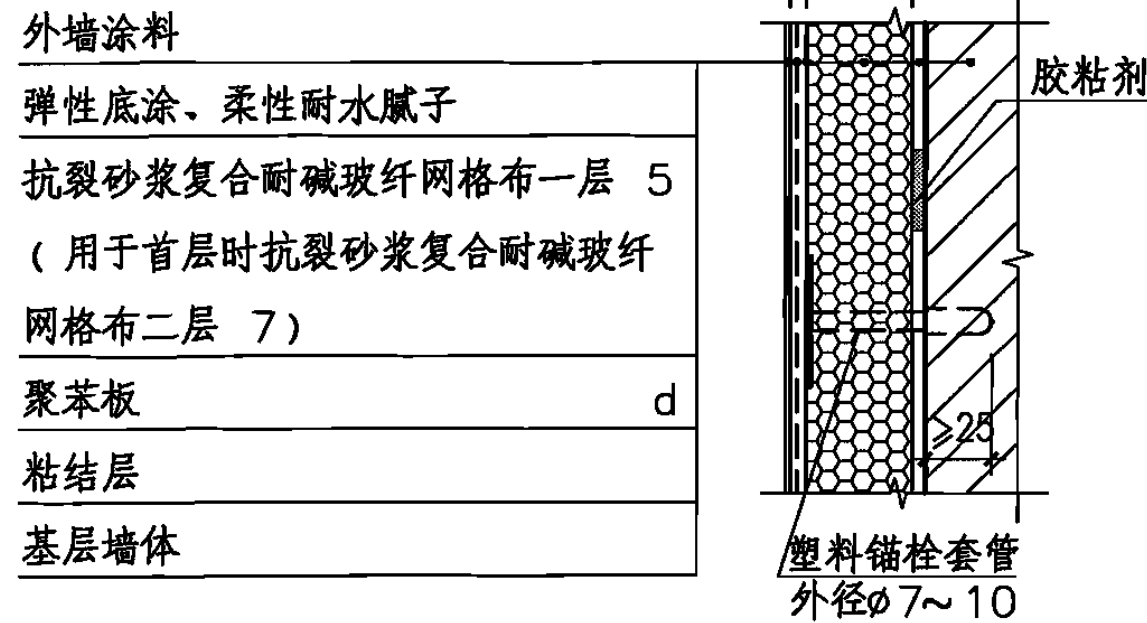 外墙涂料
弹性底涂、柔性耐水腻子
抗裂砂浆复合耐碱玻纤网格布一层 5
（用于首层时抗裂砂浆复合耐碱玻纤
网格布二层 7）
聚苯板 d
粘结层
基层墙体
胶粘剂
≥25
塑料锚栓套管
外径ø7~10